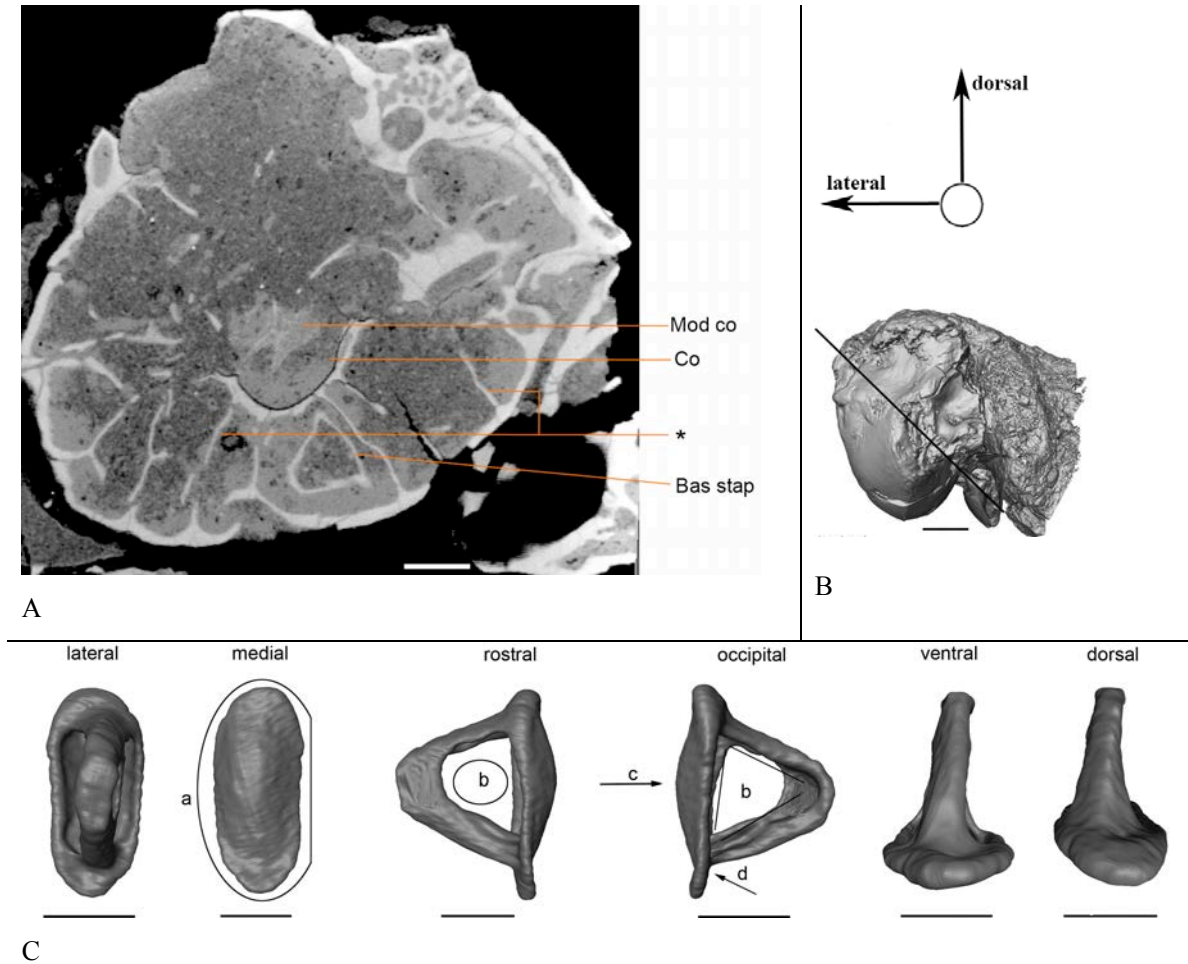 Mod co
Co
*
Bas stap
A
dorsal
lateral
B
lateral medial rostral occipital ventral dorsal
a b c b d
C